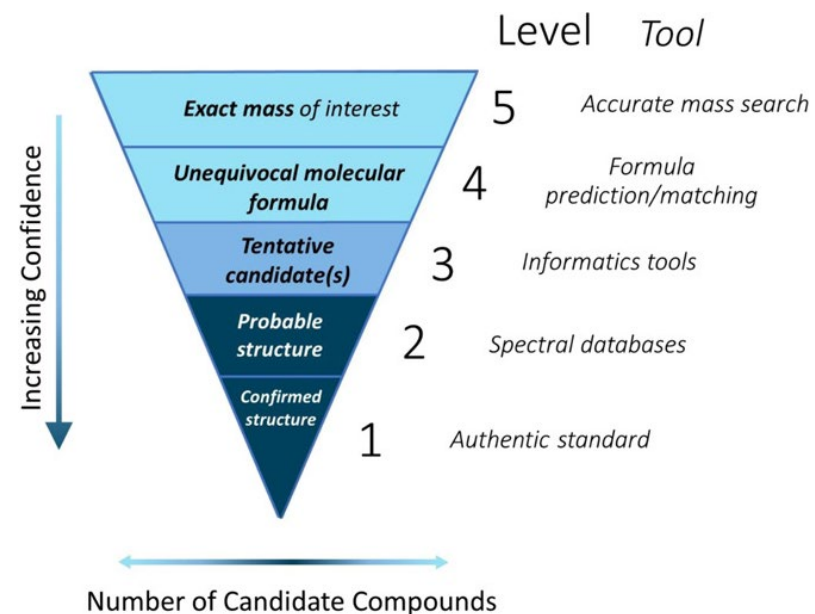 Level Tool
Exact mass of interest 5 Accurate mass search
Unequivocal molecular
formula
4
Formula
prediction/matching
Tentative
candidate(s)
3 Informatics tools
Probable
structure
2 Spectral databases
Confirmed
structure
1 Authentic standard
Increasing Confidence
Number of Candidate Compounds